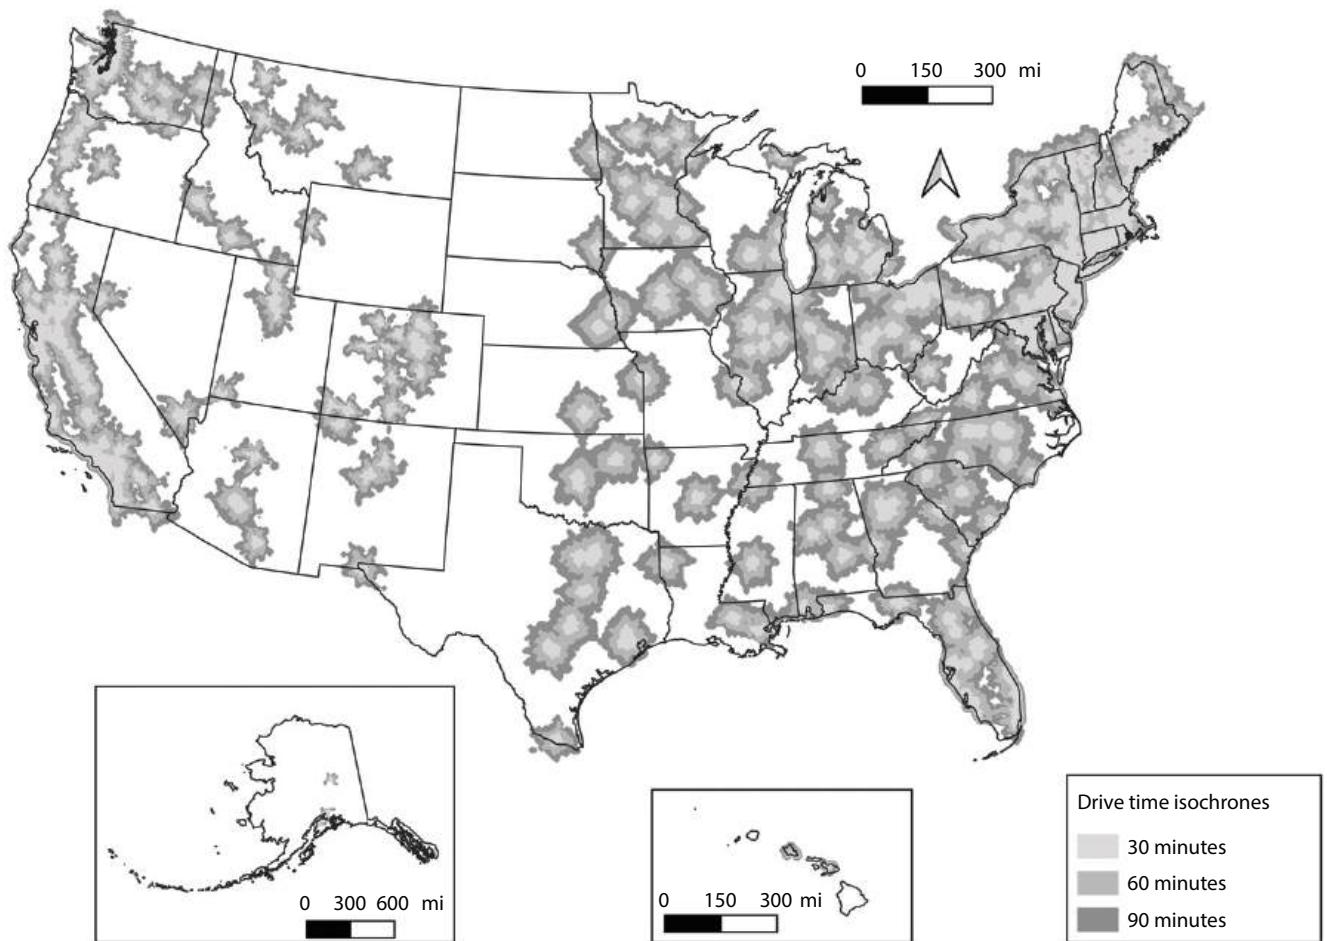 0 150 300 mi
0 300 600 mi
0 150 300 mi
Drive time isochrones
30 minutes
60 minutes
90 minutes